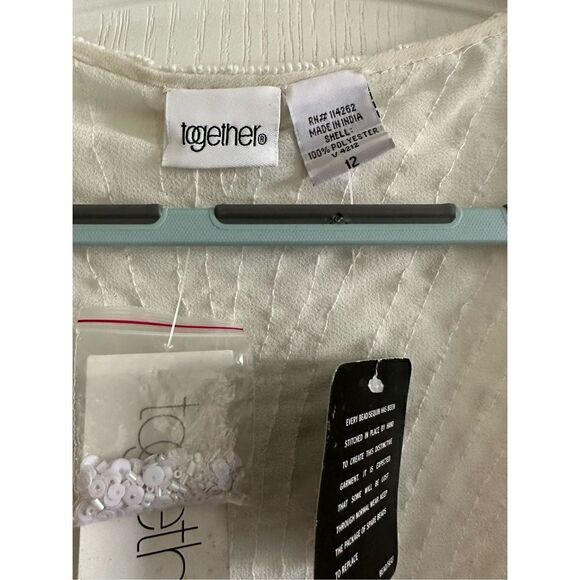 together®
RN# 114262
MADE IN INDIA
SHELL:
100% POLYESTER
V 4212
12
togeth
EVERY BEAD/SEQUIN HAS BEEN
STITCHED IN PLACE BY HAND
TO CREATE THIS DISTINCTIVE
GARMENT. IT IS EXPECTED
THAT SOME WILL BE LOST
THROUGH NORMAL WEAR. KEEP
THE PACKAGE OF SPARE BEADS
TO REPLACE